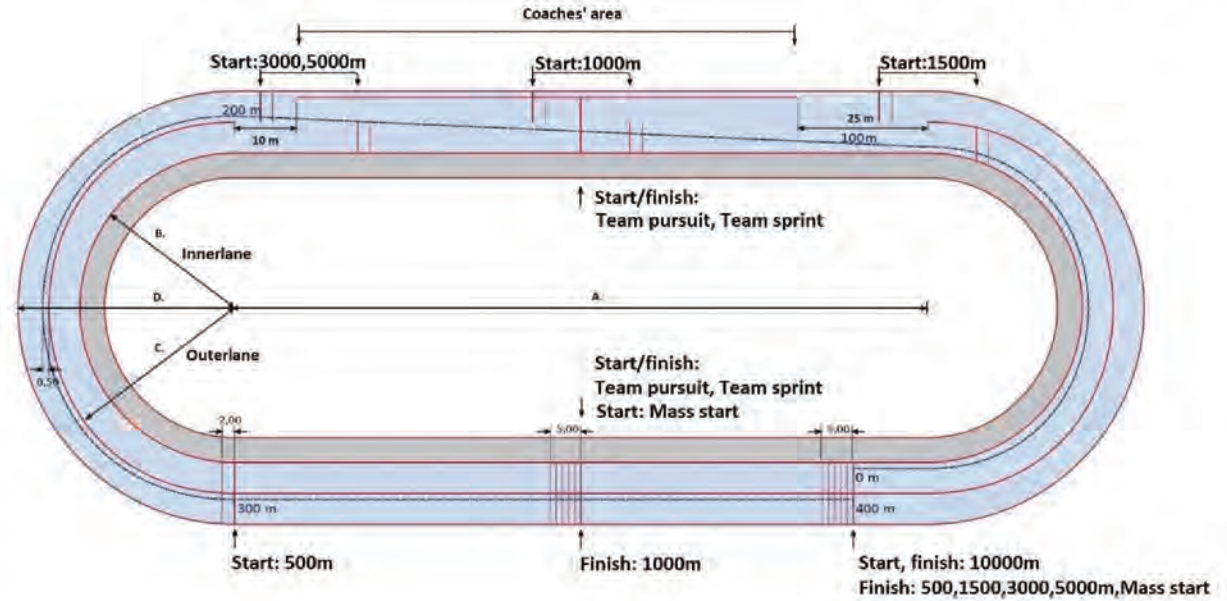 Coaches' area
Start:3000,5000m
Start:1000m
Start:1500m
200 m
10 m
25 m
100m
Start/finish:
Team pursuit, Team sprint
B.
Innerlane
D.
A.
C.
Outerlane
0,50
Start/finish:
Team pursuit, Team sprint
Start: Mass start
2,00
5,00
0 m
300 m
400 m
Start: 500m
Finish: 1000m
Start, finish: 10000m
Finish: 500,1500,3000,5000m,Mass start